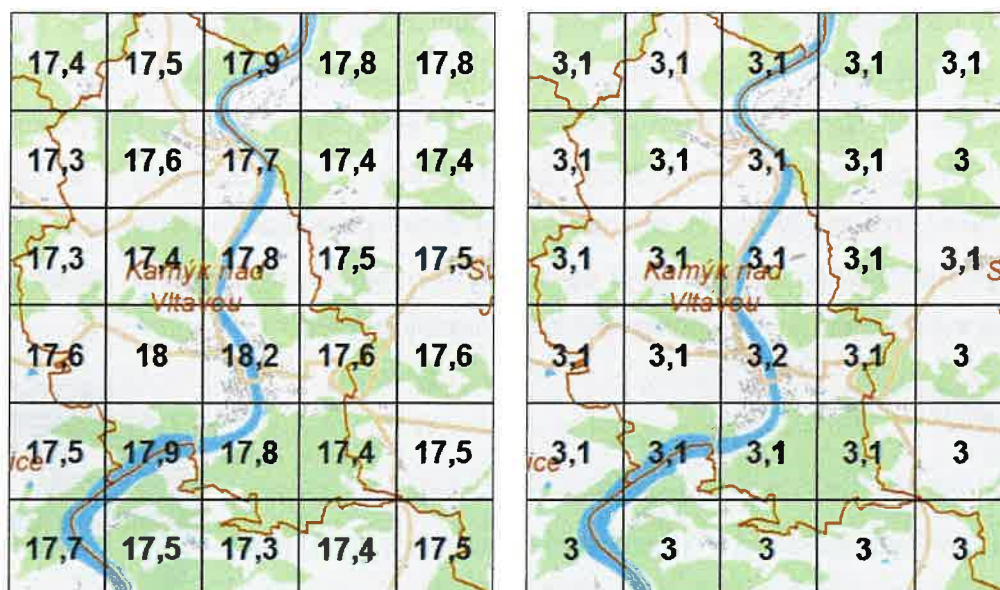 17,4 17,5 17,9 17,8 17,8
17,3 17,6 17,7 17,4 17,4
17,3 17,4 17,8 17,5 17,5
Kamýk nad
Vltavou
17,6 18 18,2 17,6 17,6
17,5 17,9 17,8 17,4 17,5
ice
17,7 17,5 17,3 17,4 17,5
3,1 3,1 3,1 3,1 3,1
3,1 3,1 3,1 3,1 3
3,1 3,1 3,1 3,1 3,1
Kamýk nad
Vltavou
3,1 3,1 3,2 3,1 3
3,1 3,1 3,1 3,1 3
ice
3 3 3 3 3